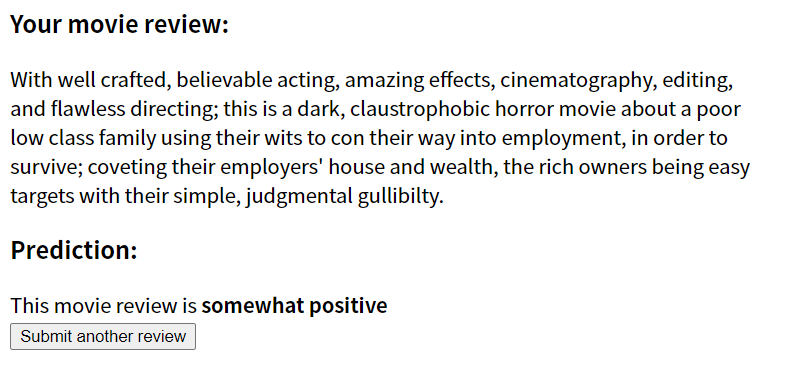 Your movie review:
With well crafted, believable acting, amazing effects, cinematography, editing,
and flawless directing; this is a dark, claustrophobic horror movie about a poor
low class family using their wits to con their way into employment, in order to
survive; coveting their employers' house and wealth, the rich owners being easy
targets with their simple, judgmental gullibilty.
Prediction:
This movie review is somewhat positive
Submit another review